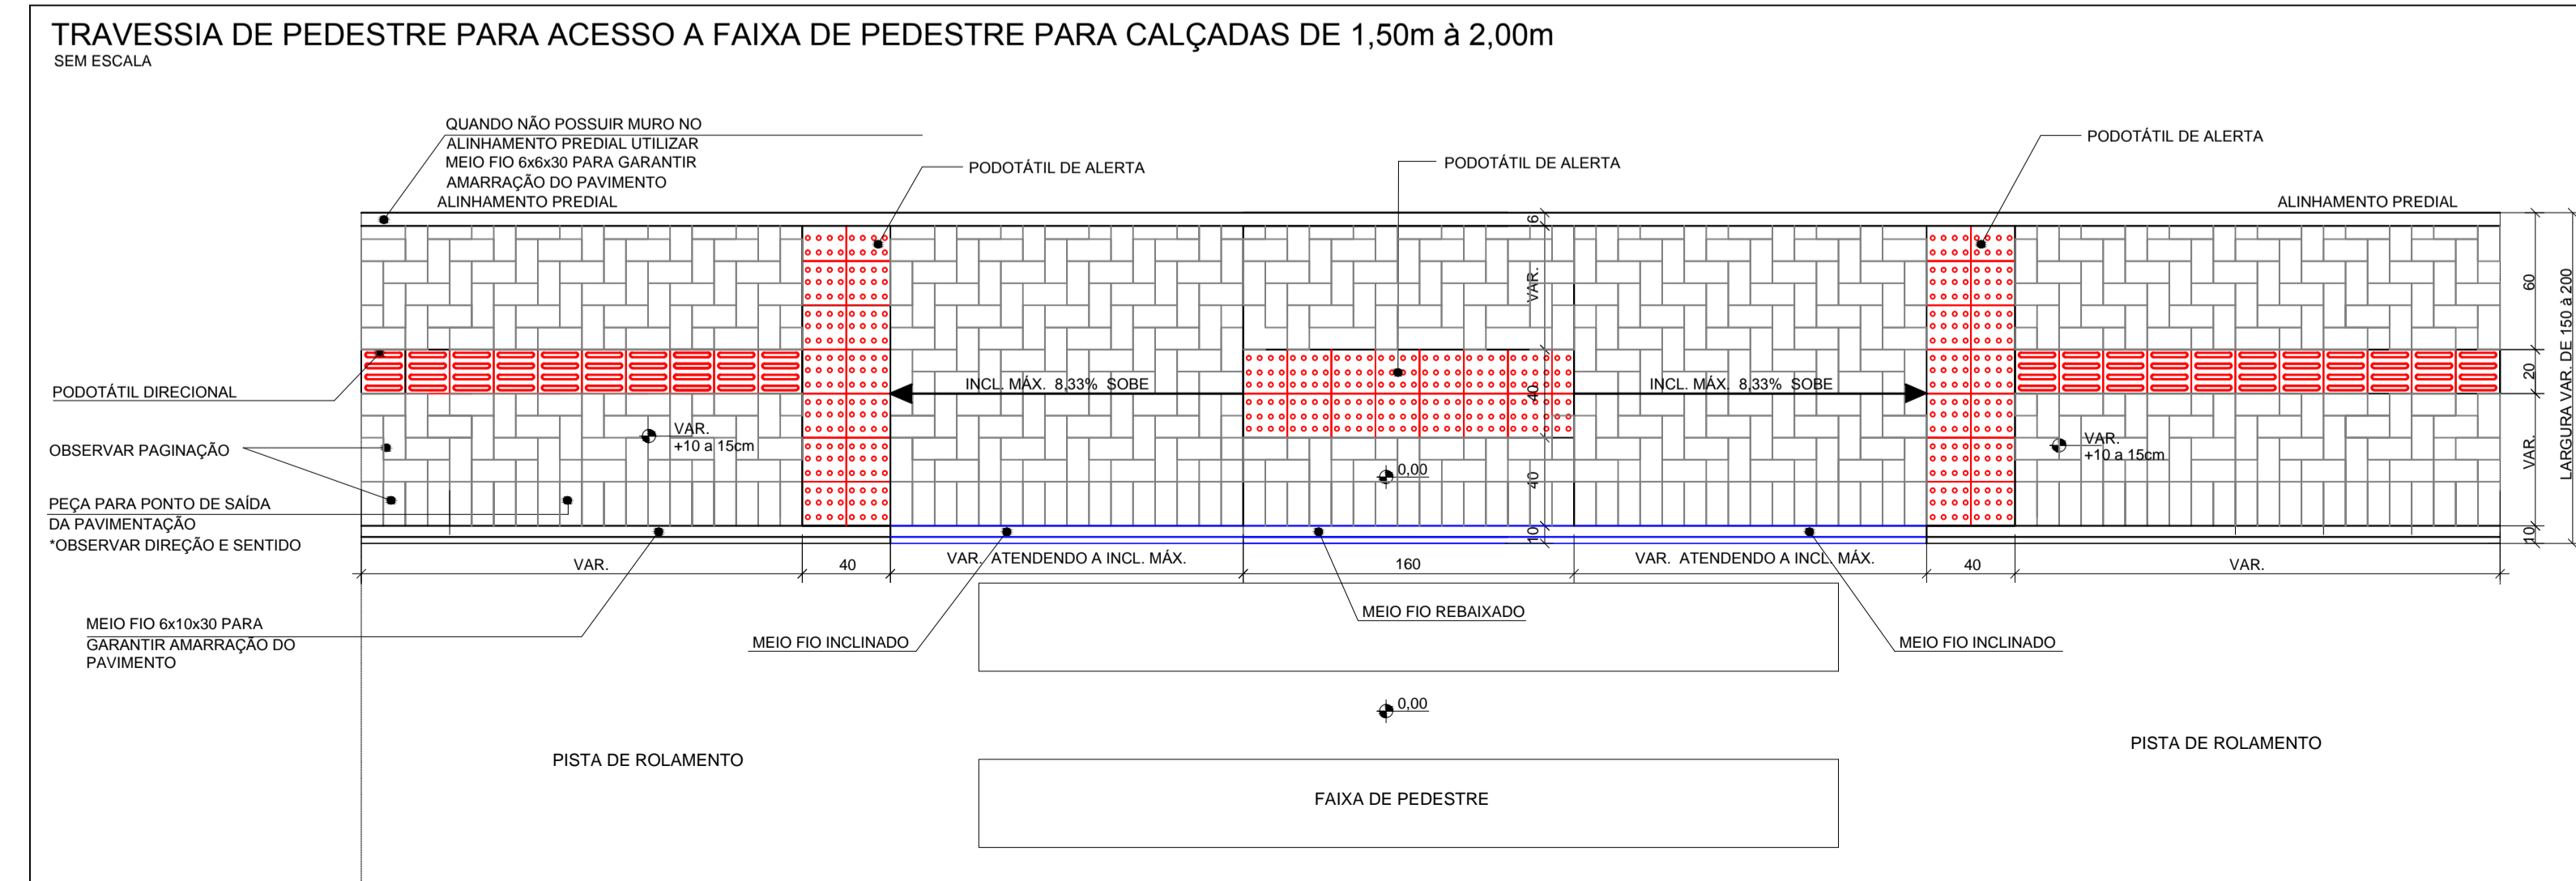 TRAVESSIA DE PEDESTRE PARA ACESSO A FAIXA DE PEDESTRE PARA CALÇADAS DE 1,50m à 2,00m
SEM ESCALA
QUANDO NÃO POSSUIR MURO NO
ALINHAMENTO PREDIAL UTILIZAR
MEIO FIO 6x6x30 PARA GARANTIR
AMARRAÇÃO DO PAVIMENTO
ALINHAMENTO PREDIAL
PODOTÁTIL DE ALERTA
PODOTÁTIL DE ALERTA
PODOTÁTIL DE ALERTA
ALINHAMENTO PREDIAL
6
VAR.
40
40
10
60
20
VAR.
10
LARGURA VAR. DE 150 à 200
PODOTÁTIL DIRECIONAL
INCL. MÁX. 8,33% SOBE
INCL. MÁX. 8,33% SOBE
OBSERVAR PAGINAÇÃO
VAR.
+10 a 15cm
0,00
VAR.
+10 a 15cm
PEÇA PARA PONTO DE SAÍDA
DA PAVIMENTAÇÃO
*OBSERVAR DIREÇÃO E SENTIDO
VAR.
40
VAR. ATENDENDO A INCL. MÁX.
160
VAR. ATENDENDO A INCL. MÁX.
40
VAR.
MEIO FIO 6x10x30 PARA
GARANTIR AMARRAÇÃO DO
PAVIMENTO
MEIO FIO INCLINADO
MEIO FIO REBAIXADO
MEIO FIO INCLINADO
0,00
PISTA DE ROLAMENTO
PISTA DE ROLAMENTO
FAIXA DE PEDESTRE